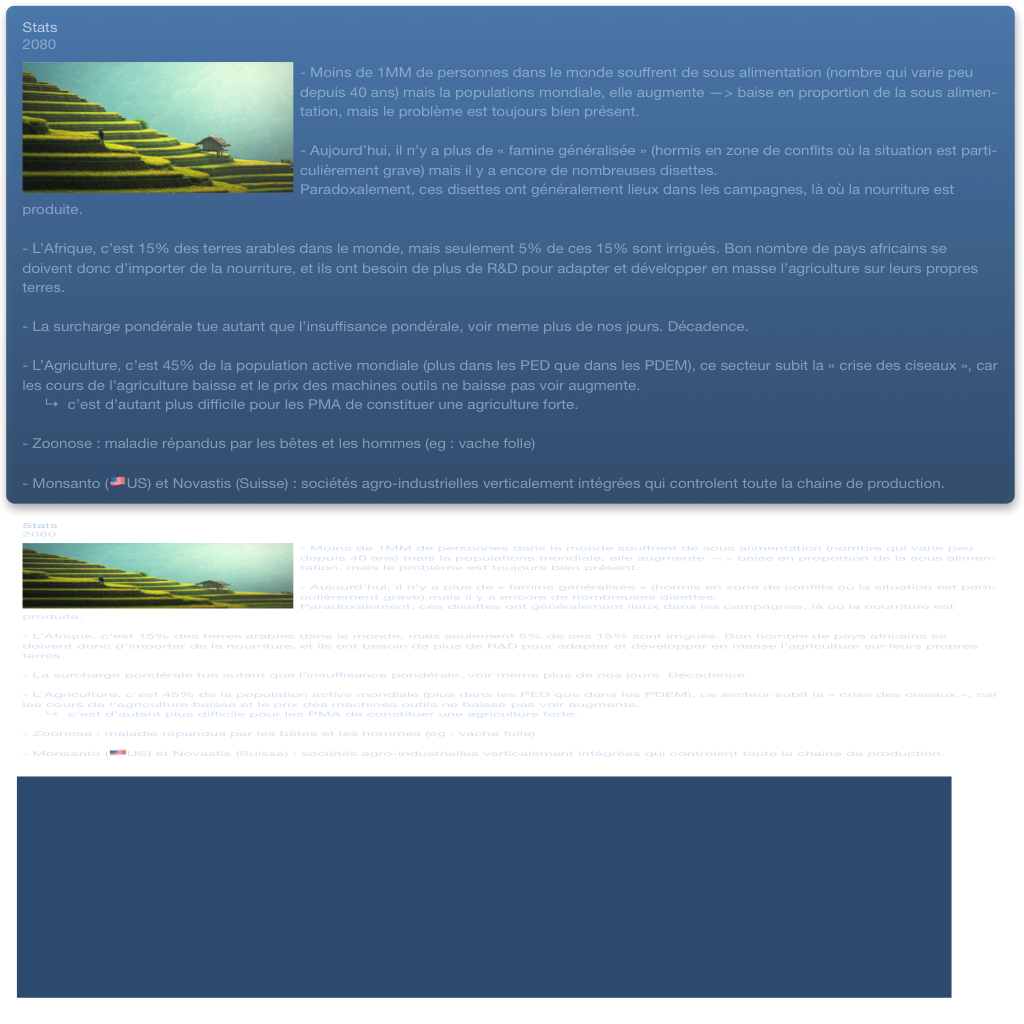 Stats
2080
- Moins de 1MM de personnes dans le monde souffrent de sous alimentation (nombre qui varie peu
depuis 40 ans) mais la populations mondiale, elle augmente —> baise en proportion de la sous alimen-
tation, mais le problème est toujours bien présent.
- Aujourd’hui, il n’y a plus de « famine généralisée » (hormis en zone de conflits où la situation est parti-
culièrement grave) mais il y a encore de nombreuses disettes.
Paradoxalement, ces disettes ont généralement lieux dans les campagnes, là où la nourriture est
produite.
- L’Afrique, c’est 15% des terres arables dans le monde, mais seulement 5% de ces 15% sont irrigués. Bon nombre de pays africains se
doivent donc d’importer de la nourriture, et ils ont besoin de plus de R&D pour adapter et développer en masse l’agriculture sur leurs propres
terres.
- La surcharge pondérale tue autant que l’insuffisance pondérale, voir meme plus de nos jours. Décadence.
- L’Agriculture, c’est 45% de la population active mondiale (plus dans les PED que dans les PDEM), ce secteur subit la « crise des ciseaux », car
les cours de l’agriculture baisse et le prix des machines outils ne baisse pas voir augmente.
↳ c’est d’autant plus difficile pour les PMA de constituer une agriculture forte.
- Zoonose : maladie répandus par les bêtes et les hommes (eg : vache folle)
- Monsanto (🇺🇸US) et Novastis (Suisse) : sociétés agro-industrielles verticalement intégrées qui controlent toute la chaine de production.
Stats
2080
- Moins de 1MM de personnes dans le monde souffrent de sous alimentation (nombre qui varie peu
depuis 40 ans) mais la populations mondiale, elle augmente —> baise en proportion de la sous alimen-
tation, mais le problème est toujours bien présent.
- Aujourd’hui, il n’y a plus de « famine généralisée » (hormis en zone de conflits où la situation est parti-
culièrement grave) mais il y a encore de nombreuses disettes.
Paradoxalement, ces disettes ont généralement lieux dans les campagnes, là où la nourriture est
produite.
- L’Afrique, c’est 15% des terres arables dans le monde, mais seulement 5% de ces 15% sont irrigués. Bon nombre de pays africains se
doivent donc d’importer de la nourriture, et ils ont besoin de plus de R&D pour adapter et développer en masse l’agriculture sur leurs propres
terres.
- La surcharge pondérale tue autant que l’insuffisance pondérale, voir meme plus de nos jours. Décadence.
- L’Agriculture, c’est 45% de la population active mondiale (plus dans les PED que dans les PDEM), ce secteur subit la « crise des ciseaux », car
les cours de l’agriculture baisse et le prix des machines outils ne baisse pas voir augmente.
↳ c’est d’autant plus difficile pour les PMA de constituer une agriculture forte.
- Zoonose : maladie répandus par les bêtes et les hommes (eg : vache folle)
- Monsanto (🇺🇸US) et Novastis (Suisse) : sociétés agro-industrielles verticalement intégrées qui controlent toute la chaine de production.